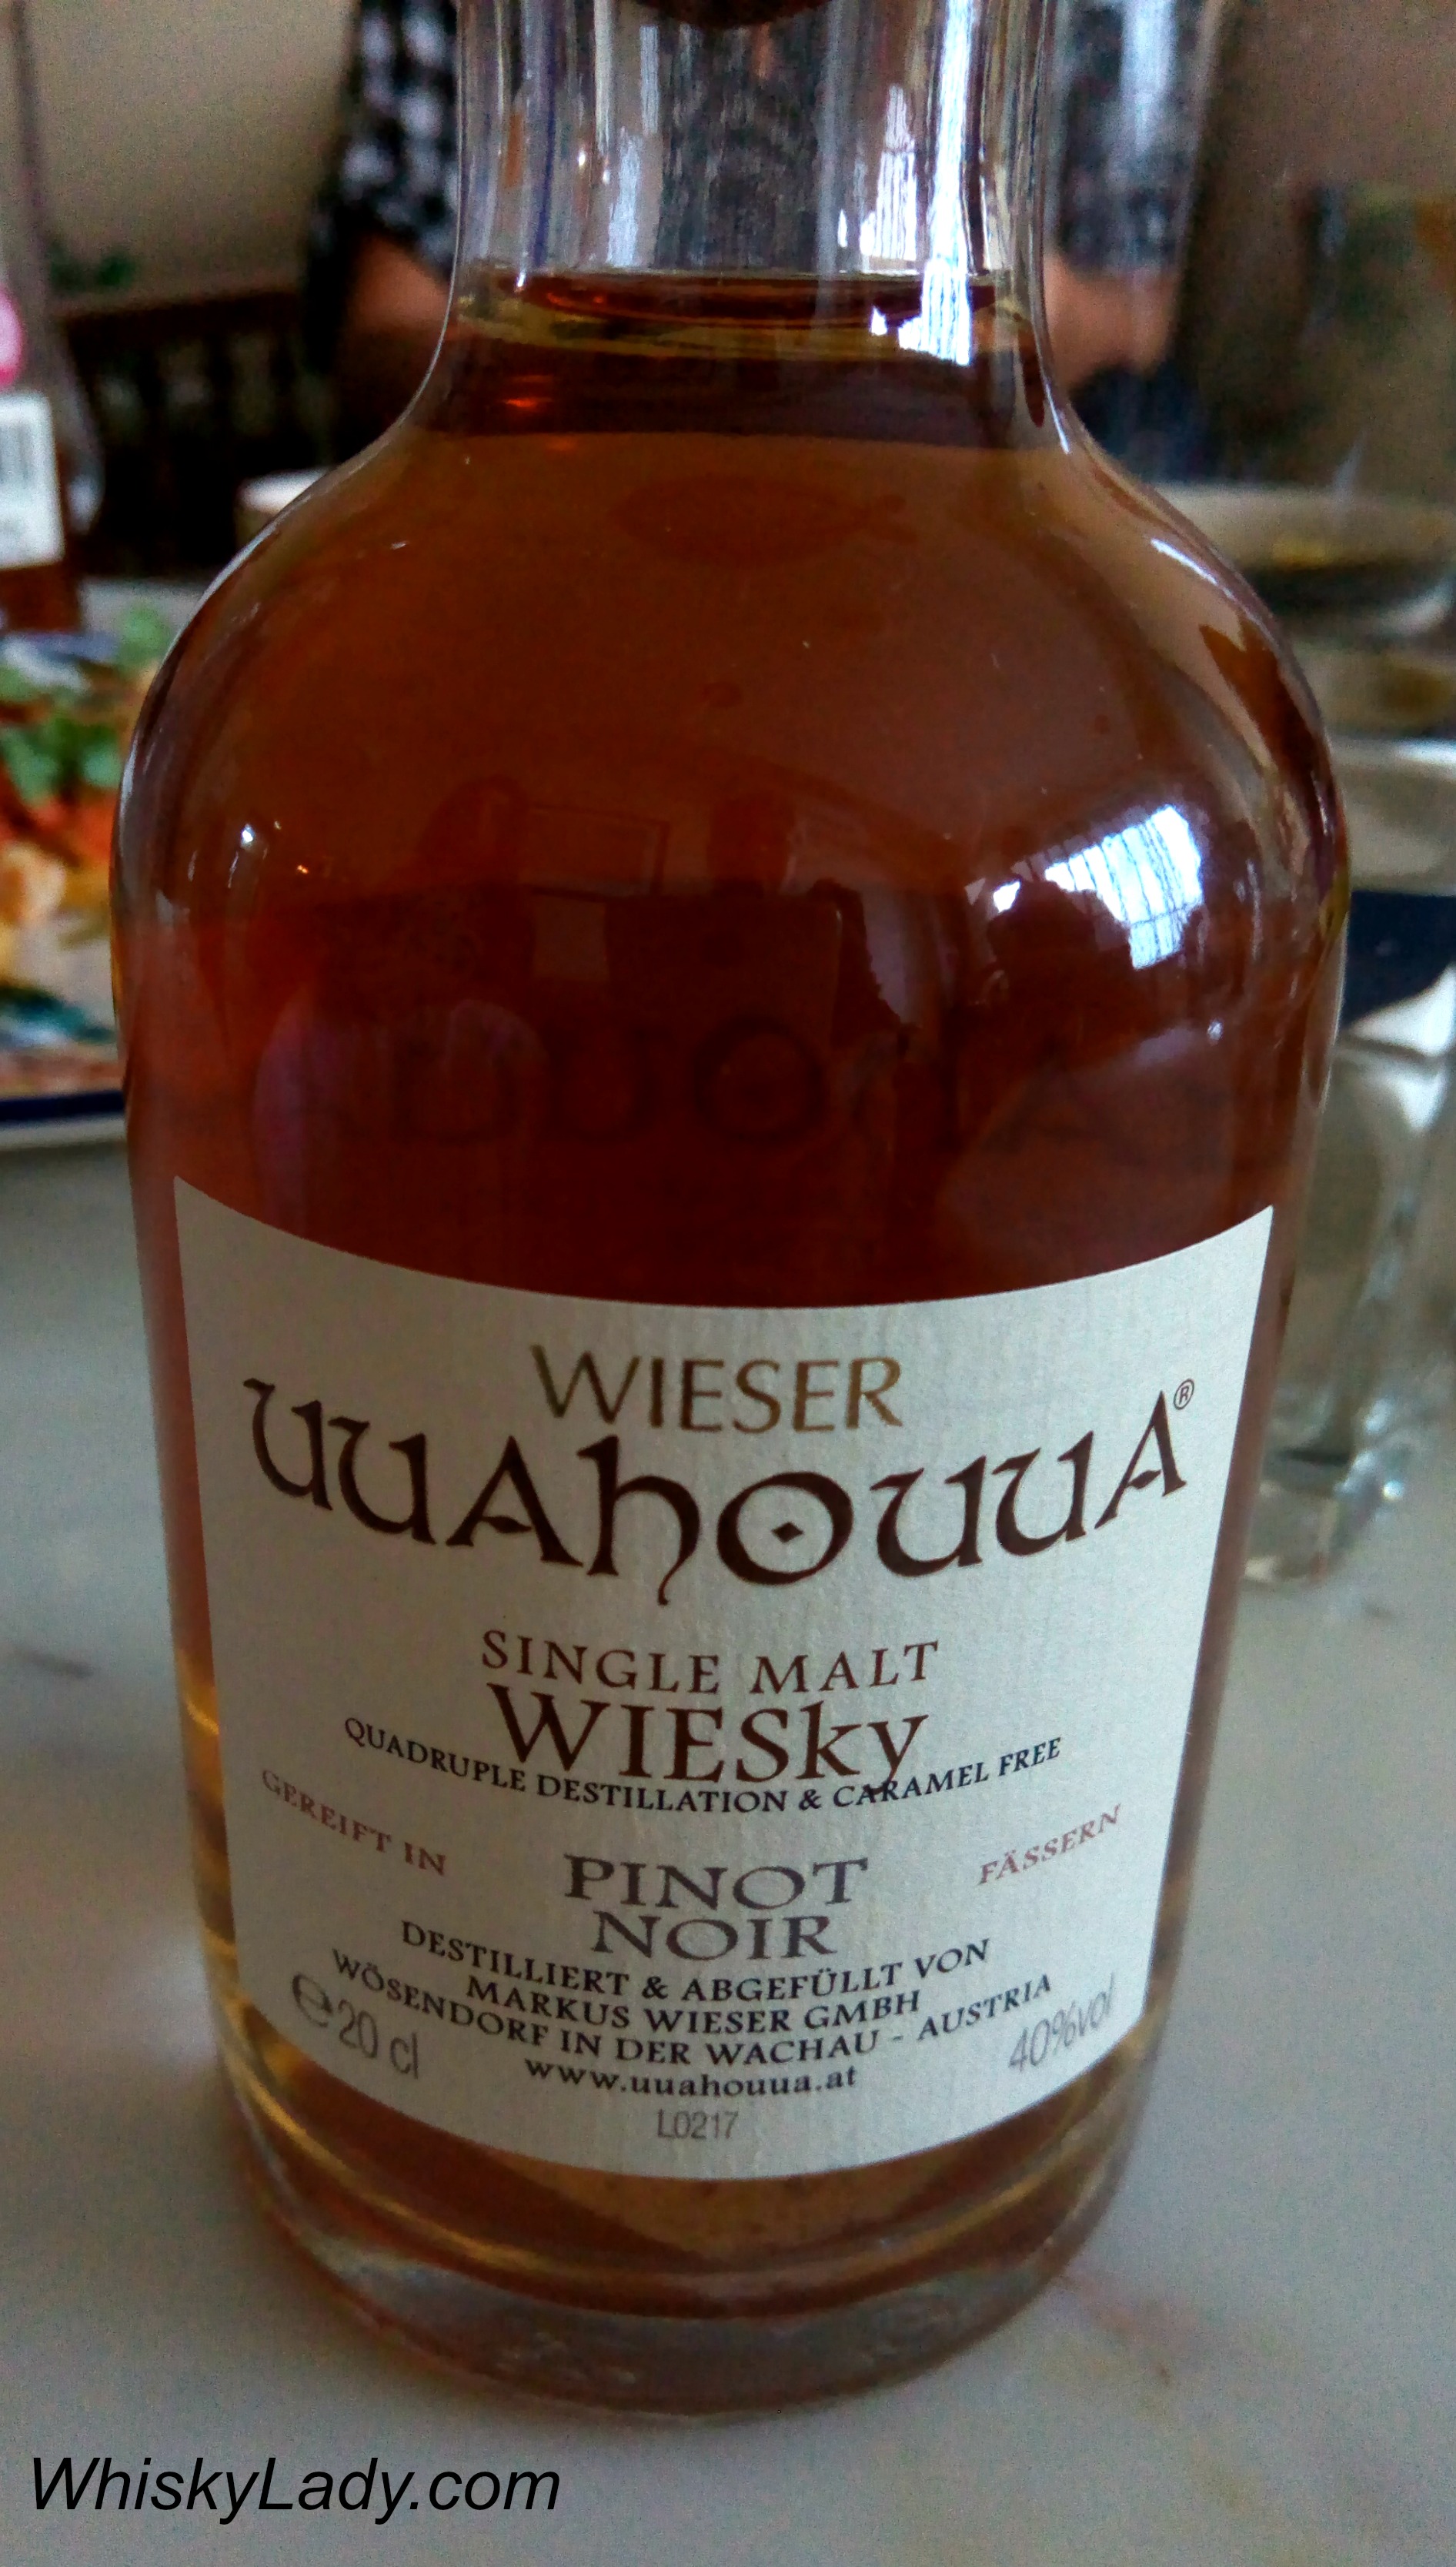 WIESER
UUAhOUUA®
SINGLE MALT
WIESky
QUADRUPLE DESTILLATION & CARAMEL FREE
GEREIFT IN PINOT NOIR FÄSSERN
DESTILLIERT & ABGEFÜLLT VON
MARKUS WIESER GMBH
WÖSENDORF IN DER WACHAU - AUSTRIA
www.uuahouua.at
℮20 cl
40%vol
L0217
WhiskyLady.com